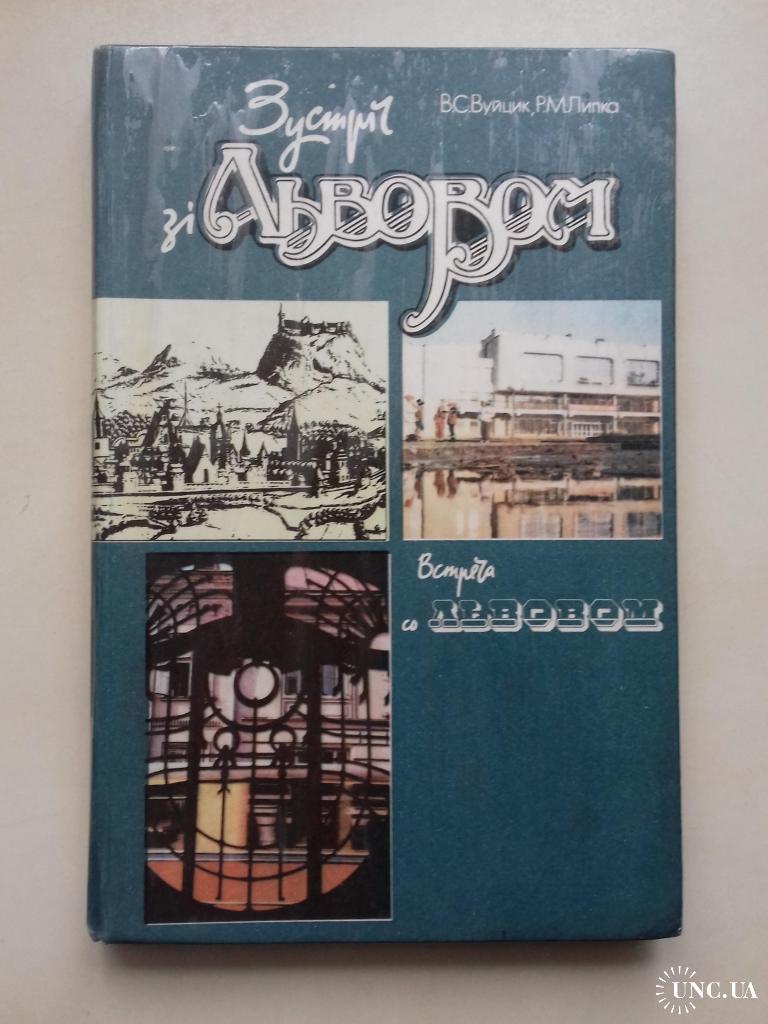 В.С.Вуйцик, Р.М.Липка
Зустріч
зі Львовом
Встреча
со ЛЬВОВОМ
UNC.UA